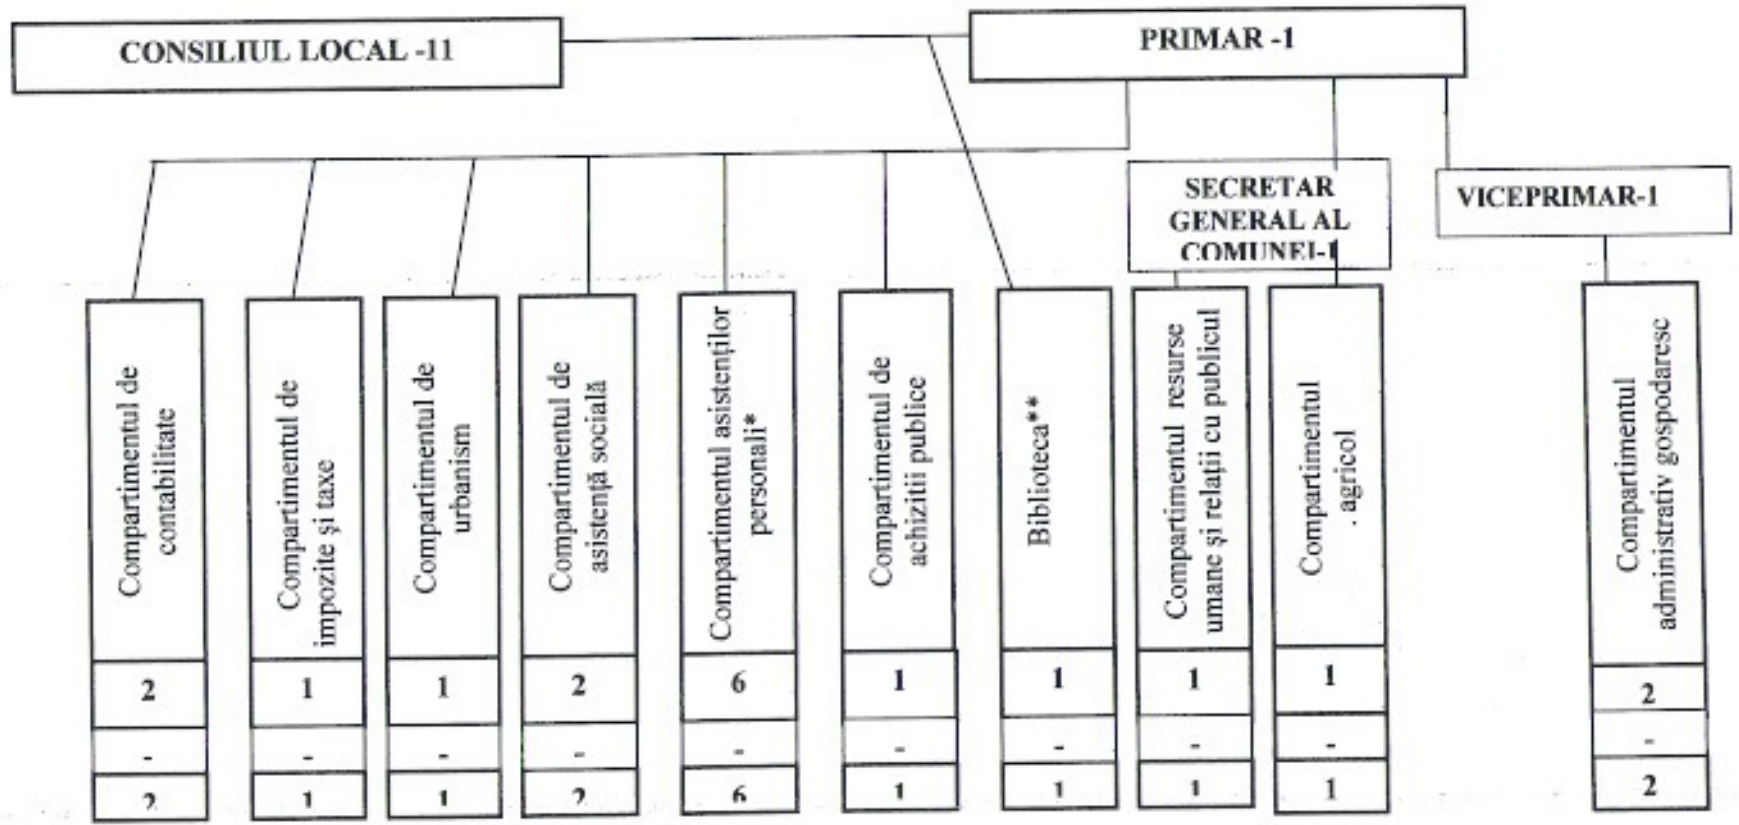 CONSILIUL LOCAL -11
PRIMAR -1
SECRETAR
GENERAL AL
COMUNEI-1
VICEPRIMAR-1
Compartimentul de
contabilitate
2
-
2
Compartimentul de
impozite și taxe
1
-
1
Compartimentul de
urbanism
1
-
1
Compartimentul de
asistență socială
2
-
2
Compartimentul asistenților
personali*
6
-
6
Compartimentul de
achizitii publice
1
-
1
Biblioteca**
1
-
1
Compartimentul resurse
umane și relații cu publicul
1
-
1
Compartimentul
. agricol
1
-
1
Compartimentul
administrativ gospodaresc
2
-
2